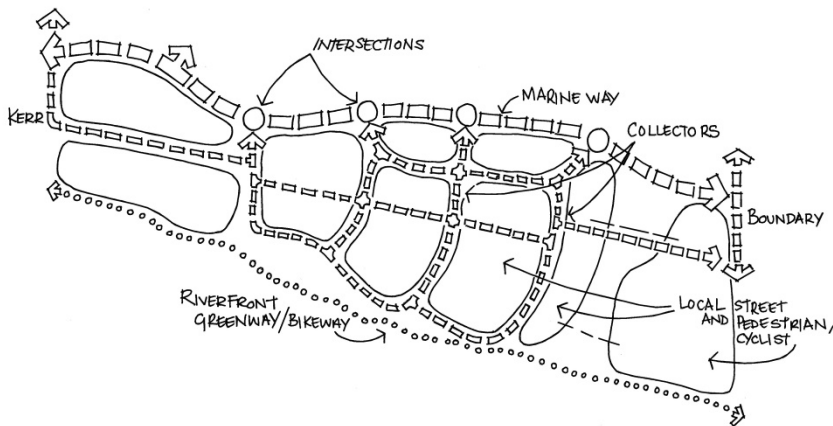 INTERSECTIONS
MARINE WAY
KERR
COLLECTORS
BOUNDARY
RIVERFRONT
GREENWAY/BIKEWAY
LOCAL STREET
AND PEDESTRIAN/
CYCLIST